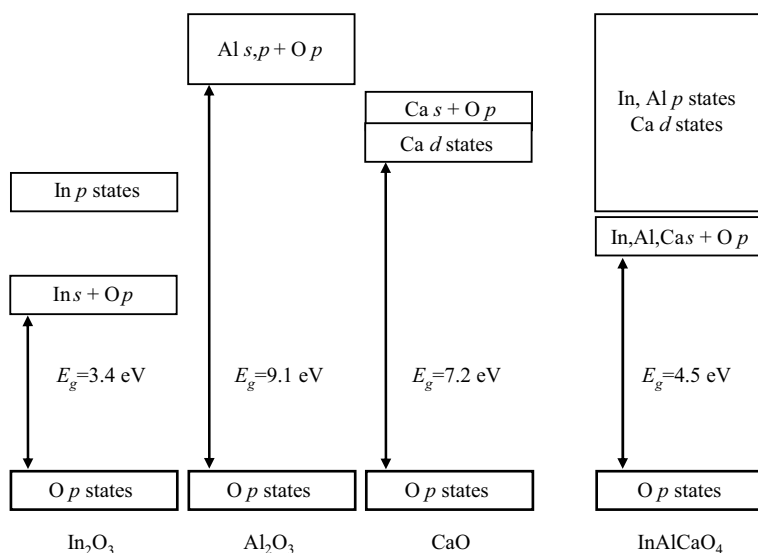 Al s,p + O p
In, Al p states
Ca d states
Ca s + O p
Ca d states
In p states
In,Al,Ca s + O p
In s + O p
E_g=3.4 eV
E_g=9.1 eV
E_g=7.2 eV
E_g=4.5 eV
O p states
O p states
O p states
O p states
In₂O₃
Al₂O₃
CaO
InAlCaO₄